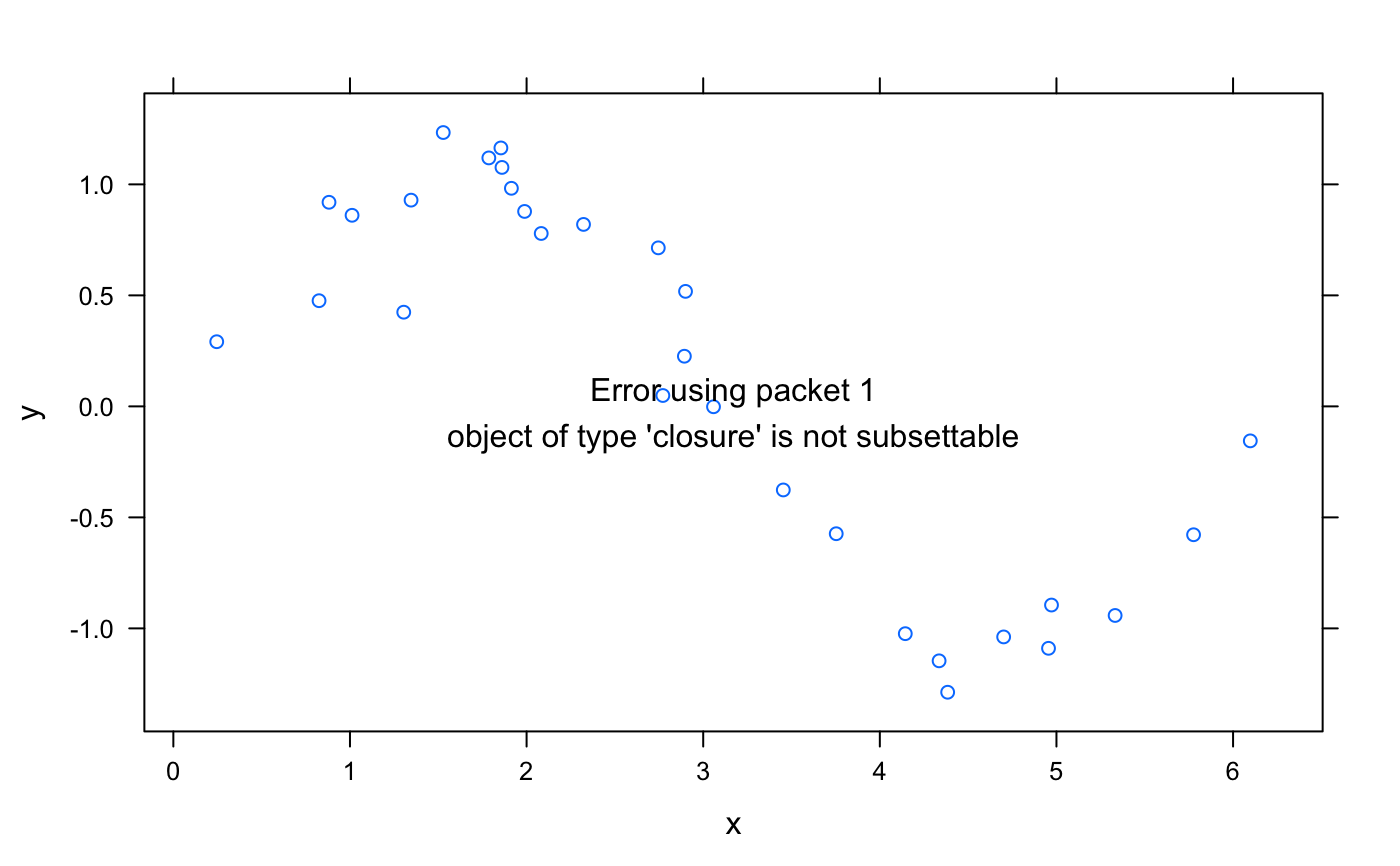 1.0
0.5
y
0.0
-0.5
-1.0
Error using packet 1
object of type 'closure' is not subsettable
0 1 2 3 4 5 6
x